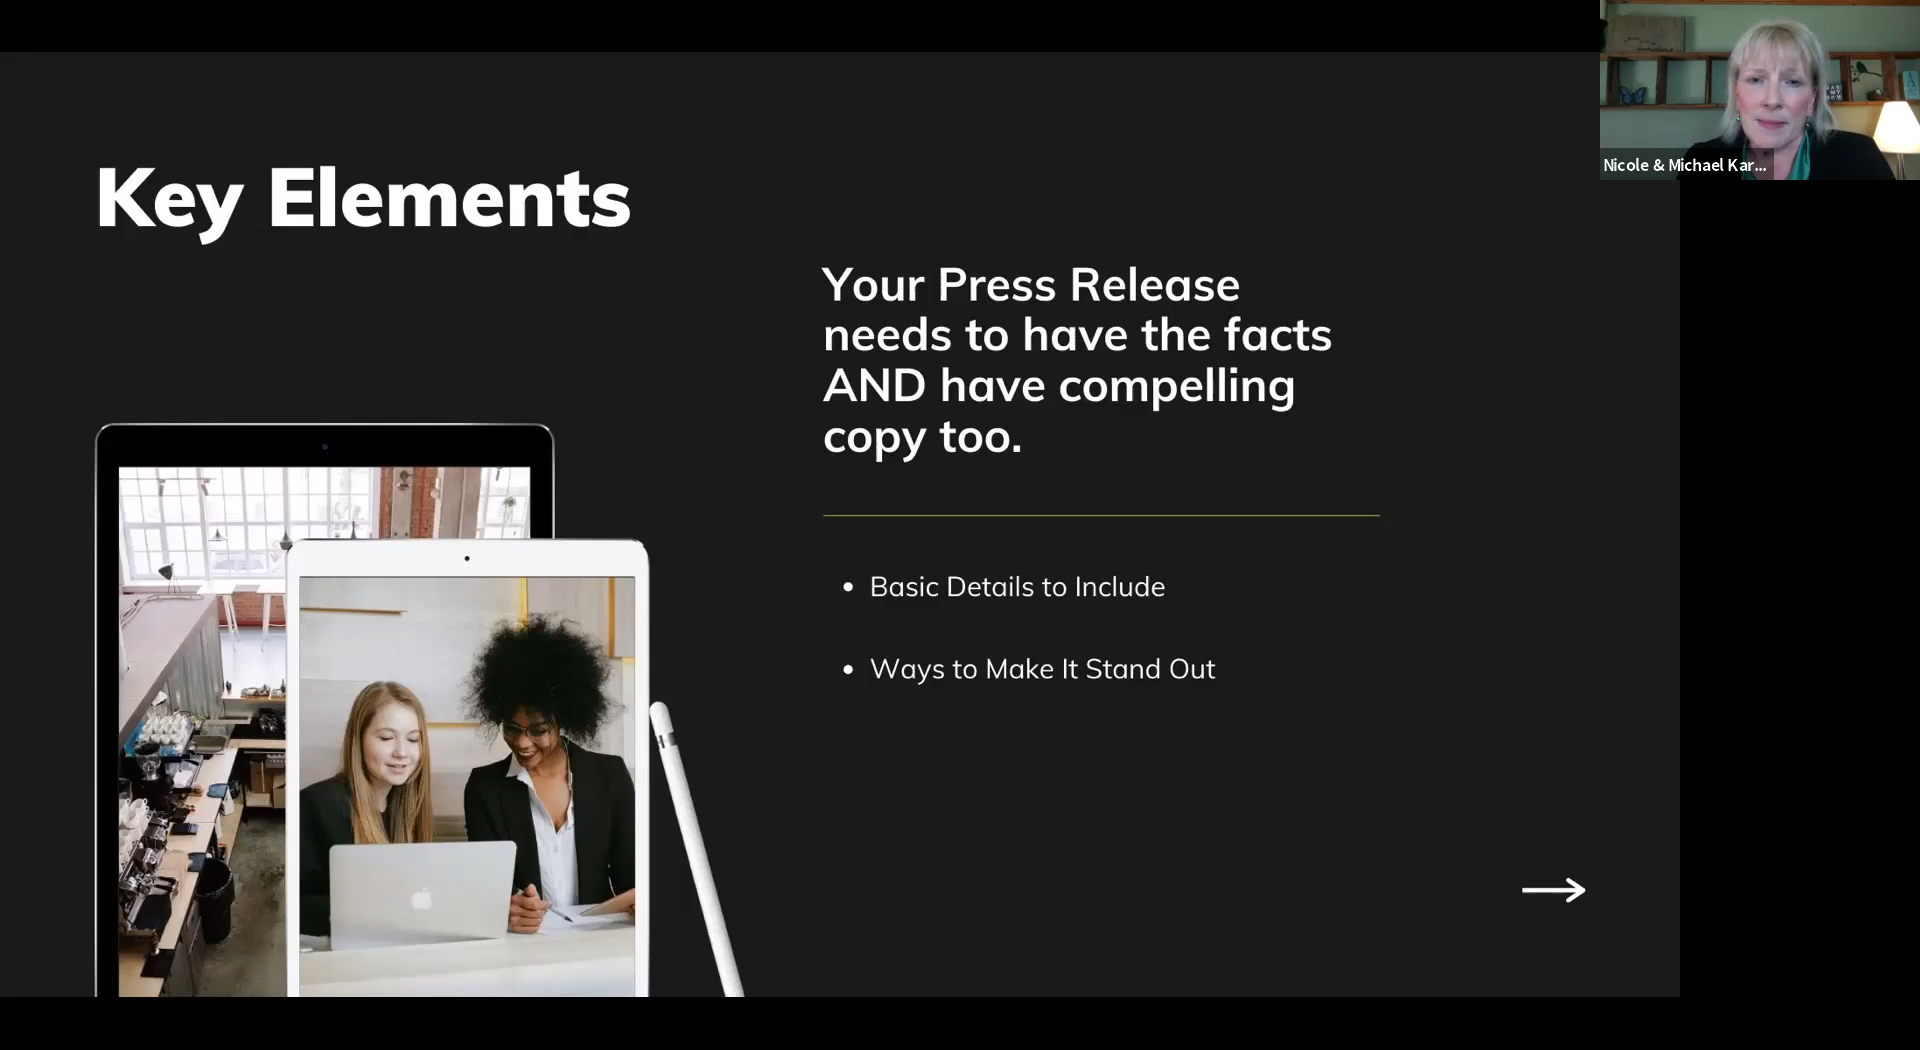 Key Elements
Your Press Release
needs to have the facts
AND have compelling
copy too.
• Basic Details to Include
• Ways to Make It Stand Out
Nicole & Michael Kar...